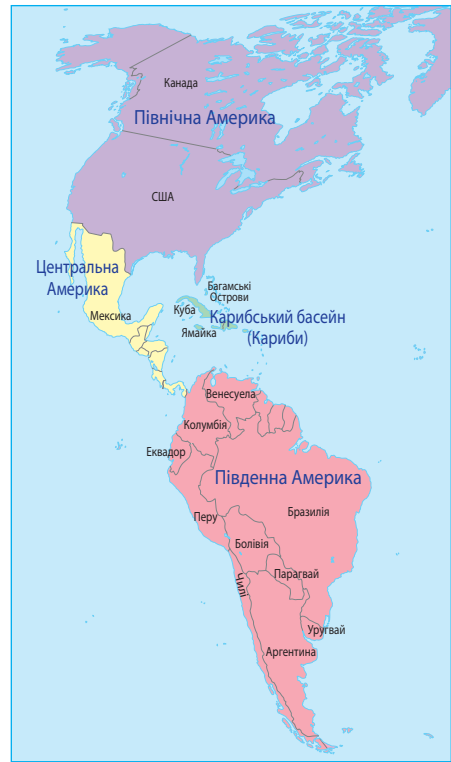 Канада
Північна Америка
США
Центральна
Америка
Мексика
Багамські
Острови
Куба
Карибський басейн
Ямайка
(Кариби)
Венесуела
Колумбія
Еквадор
Південна Америка
Перу
Бразилія
Болівія
Парагвай
Чилі
Уругвай
Аргентина